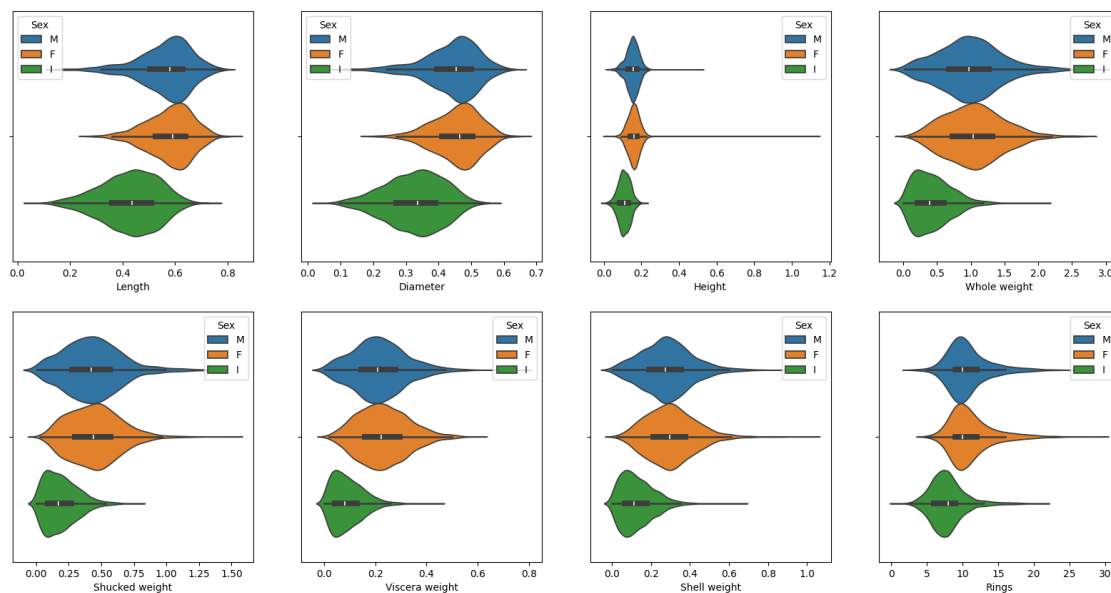 Sex
M
F
I
0.0 0.2 0.4 0.6 0.8
Length
Sex
M
F
I
0.0 0.1 0.2 0.3 0.4 0.5 0.6 0.7
Diameter
Sex
M
F
I
0.0 0.2 0.4 0.6 0.8 1.0 1.2
Height
Sex
M
F
I
0.0 0.5 1.0 1.5 2.0 2.5 3.0
Whole weight
Sex
M
F
I
0.00 0.25 0.50 0.75 1.00 1.25 1.50
Shucked weight
Sex
M
F
I
0.0 0.2 0.4 0.6 0.8
Viscera weight
Sex
M
F
I
0.0 0.2 0.4 0.6 0.8 1.0
Shell weight
Sex
M
F
I
0 5 10 15 20 25 30
Rings